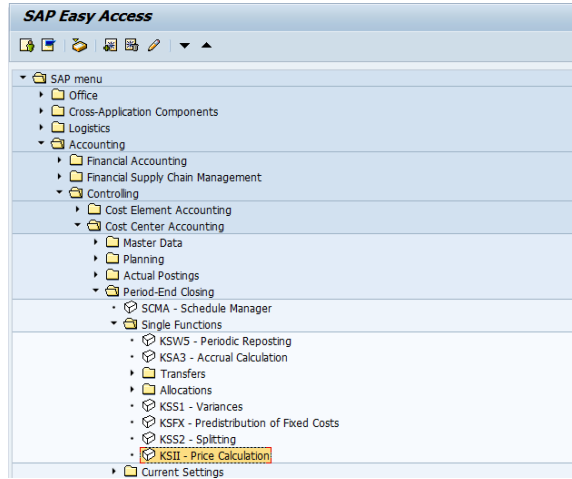 SAP Easy Access
SAP menu
Office
Cross-Application Components
Logistics
Accounting
Financial Accounting
Financial Supply Chain Management
Controlling
Cost Element Accounting
Cost Center Accounting
Master Data
Planning
Actual Postings
Period-End Closing
SCMA - Schedule Manager
Single Functions
KSW5 - Periodic Reposting
KSA3 - Accrual Calculation
Transfers
Allocations
KSS1 - Variances
KSFX - Predistribution of Fixed Costs
KSS2 - Splitting
KSII - Price Calculation
Current Settings